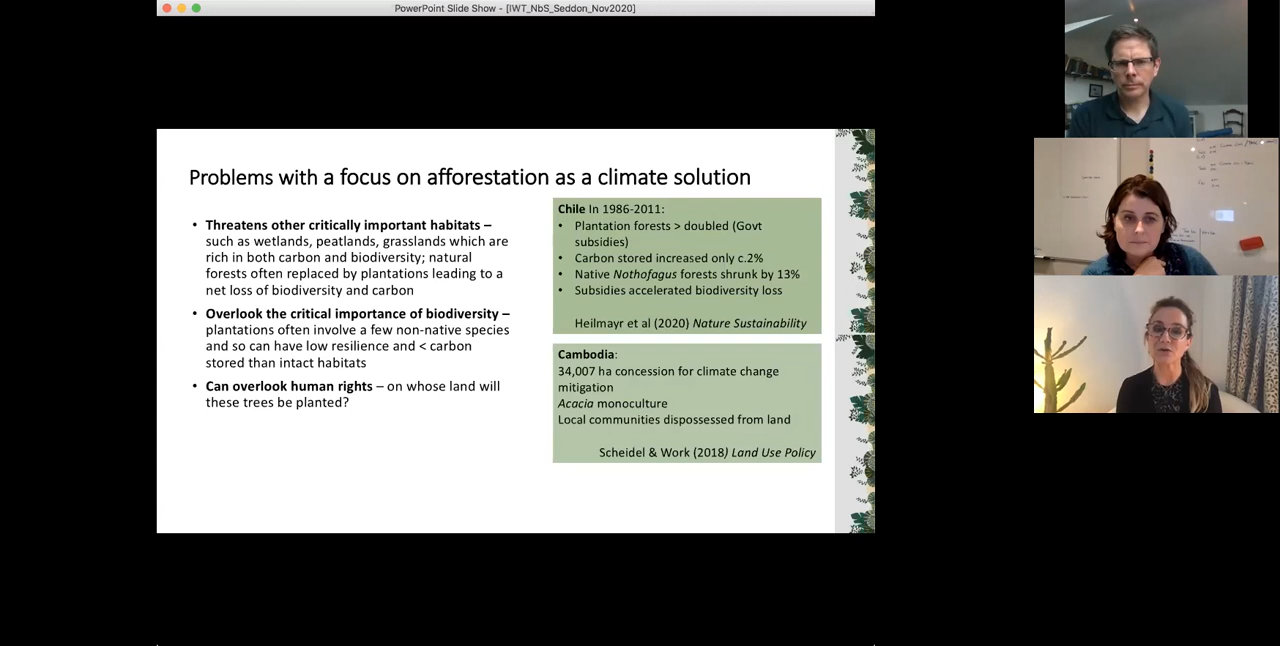 PowerPoint Slide Show - [IWT_NbS_Seddon_Nov2020]
Problems with a focus on afforestation as a climate solution
• Threatens other critically important habitats –
such as wetlands, peatlands, grasslands which are
rich in both carbon and biodiversity; natural
forests often replaced by plantations leading to a
net loss of biodiversity and carbon
• Overlook the critical importance of biodiversity –
plantations often involve a few non-native species
and so can have low resilience and < carbon
stored than intact habitats
• Can overlook human rights – on whose land will
these trees be planted?
Chile In 1986-2011:
• Plantation forests > doubled (Govt
subsidies)
• Carbon stored increased only c.2%
• Native Nothofagus forests shrunk by 13%
• Subsidies accelerated biodiversity loss
Heilmayr et al (2020) Nature Sustainability
Cambodia:
34,007 ha concession for climate change
mitigation
Acacia monoculture
Local communities dispossessed from land
Scheidel & Work (2018) Land Use Policy